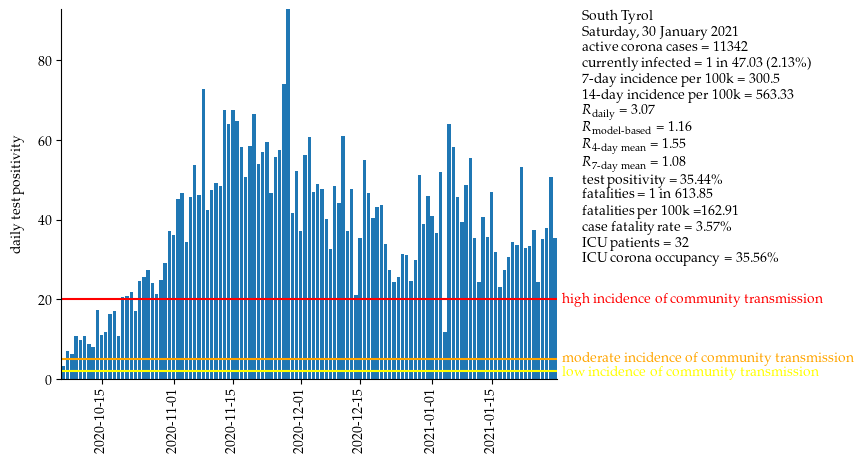 South Tyrol
Saturday, 30 January 2021
active corona cases = 11342
currently infected = 1 in 47.03 (2.13%)
7-day incidence per 100k = 300.5
14-day incidence per 100k = 563.33
R daily = 3.07
R model-based = 1.16
R 4-day mean = 1.55
R 7-day mean = 1.08
test positivity = 35.44%
fatalities = 1 in 613.85
fatalities per 100k =162.91
case fatality rate = 3.57%
ICU patients = 32
ICU corona occupancy = 35.56%
high incidence of community transmission
moderate incidence of community transmission
low incidence of community transmission
daily test positivity
80
60
40
20
0
2020-10-15
2020-11-01
2020-11-15
2020-12-01
2020-12-15
2021-01-01
2021-01-15